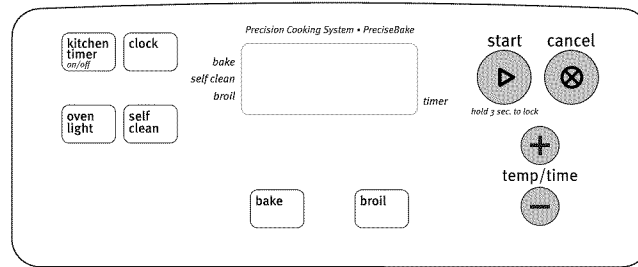 Precision Cooking System • PreciseBake
kitchen
timer
on/off
clock
bake
self clean
broil
timer
start
cancel
hold 3 sec. to lock
oven
light
self
clean
temp/time
bake
broil